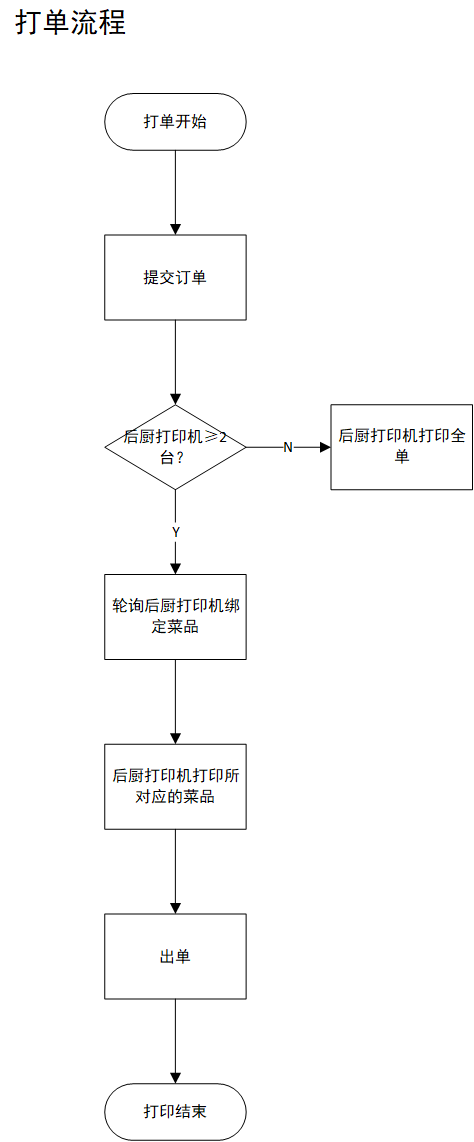 打单流程
打单开始
提交订单
后厨打印机≥2
台？
N
后厨打印机打印全
单
Y
轮询后厨打印机绑
定菜品
后厨打印机打印所
对应的菜品
出单
打印结束